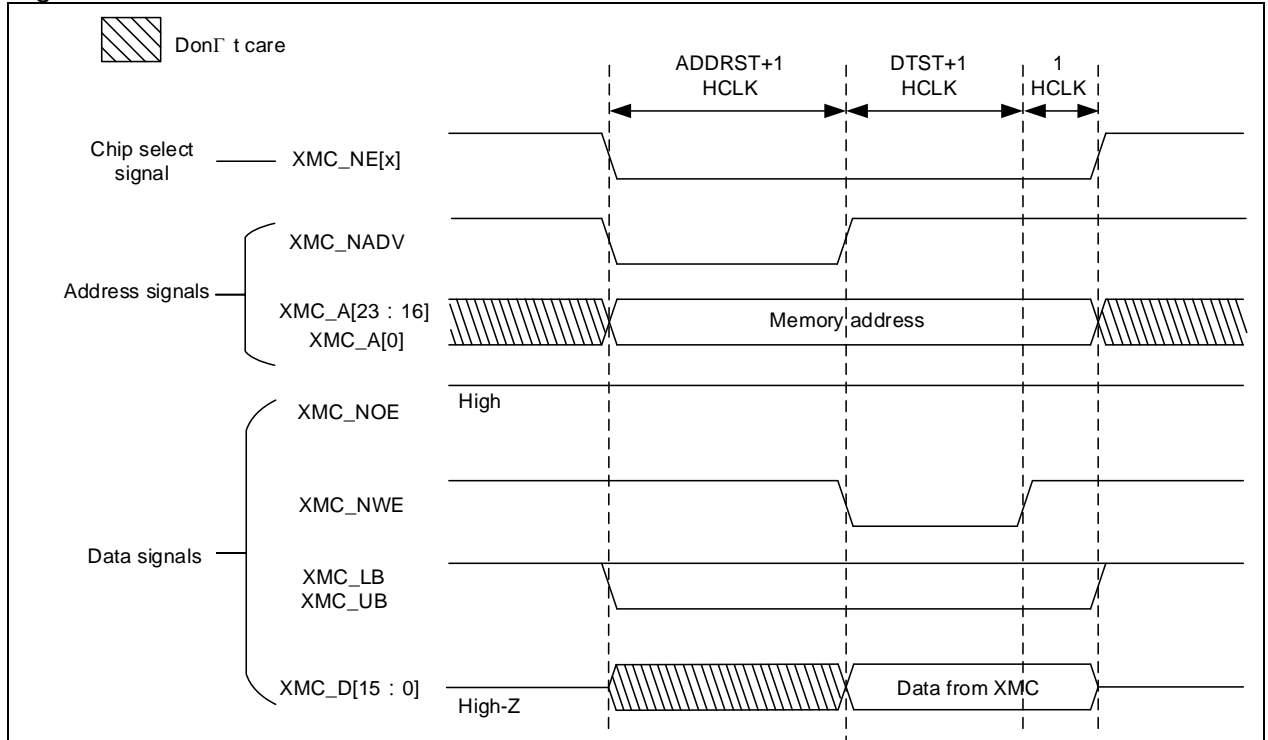 DonΓ t care
ADDRST+1
HCLK
DTST+1
HCLK
1
HCLK
Chip select
signal
XMC_NE[x]
XMC_NADV
Address signals
XMC_A[23：16]
XMC_A[0]
Memory address
High
XMC_NOE
XMC_NWE
Data signals
XMC_LB
XMC_UB
XMC_D[15：0]
High-Z
Data from XMC